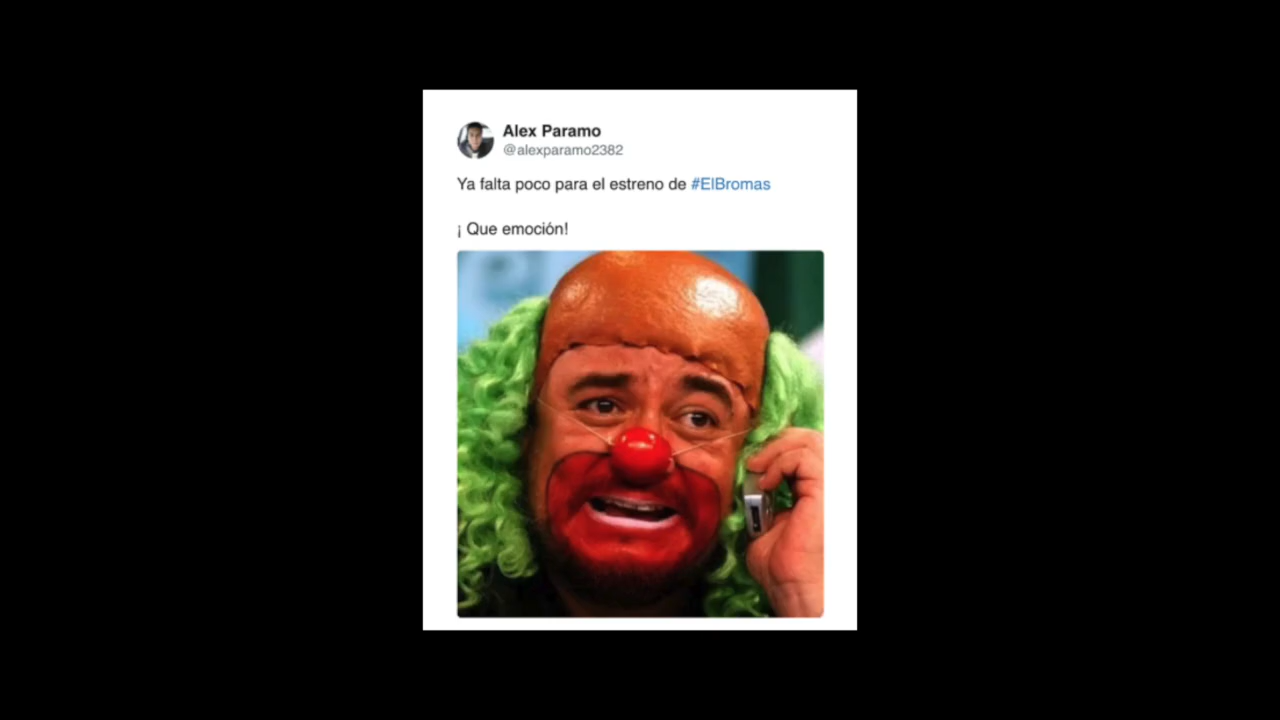 Alex Paramo
@alexparamo2382
Ya falta poco para el estreno de #ElBromas
¡ Que emoción!